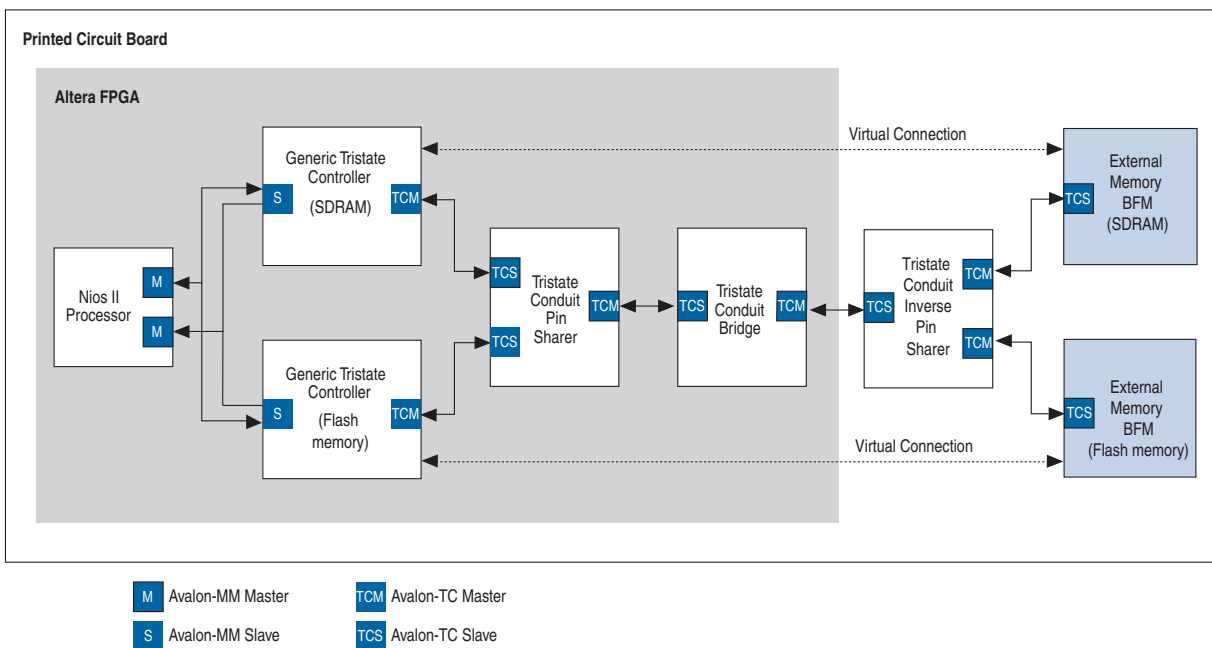 Printed Circuit Board
Altera FPGA
Nios II
Processor
M
M
Generic Tristate
Controller
(SDRAM)
S
TCM
Generic Tristate
Controller
(Flash
memory)
S
TCM
TCS
TCS
Tristate
Conduit
Pin
Sharer
TCM
TCS
Tristate
Conduit
Bridge
TCM
Virtual Connection
TCS
Tristate
Conduit
Inverse
Pin
Sharer
TCM
TCM
Virtual Connection
External
Memory
BFM
(SDRAM)
TCS
External
Memory
BFM
(Flash memory)
TCS
M Avalon-MM Master
TCM Avalon-TC Master
S Avalon-MM Slave
TCS Avalon-TC Slave